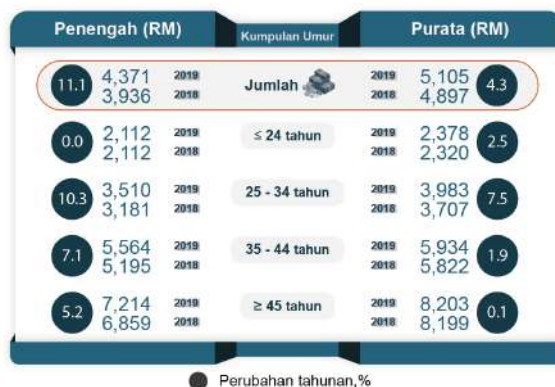 Penengah (RM) Kumpulan Umur Purata (RM)
11.1 4,371 2019 Jumlah 2019 5,105 4.3
3,936 2018 2018 4,897
0.0 2,112 2019 ≤ 24 tahun 2019 2,378 2.5
2,112 2018 2018 2,320
10.3 3,510 2019 25 - 34 tahun 2019 3,983 7.5
3,181 2018 2018 3,707
7.1 5,564 2019 35 - 44 tahun 2019 5,934 1.9
5,195 2018 2018 5,822
5.2 7,214 2019 ≥ 45 tahun 2019 8,203 0.1
6,859 2018 2018 8,199
Perubahan tahunan,%